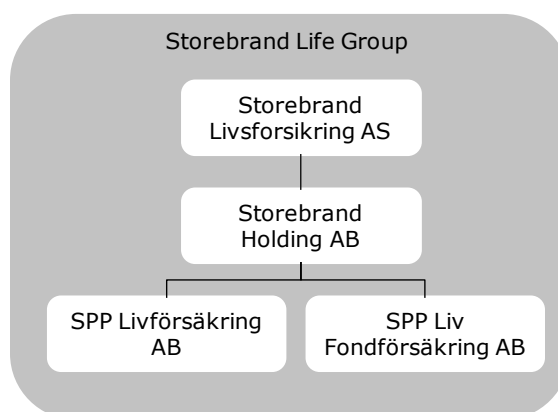 Storebrand Life Group
Storebrand
Livsforsikring AS
Storebrand
Holding AB
SPP Livförsäkring
AB
SPP Liv
Fondförsäkring AB